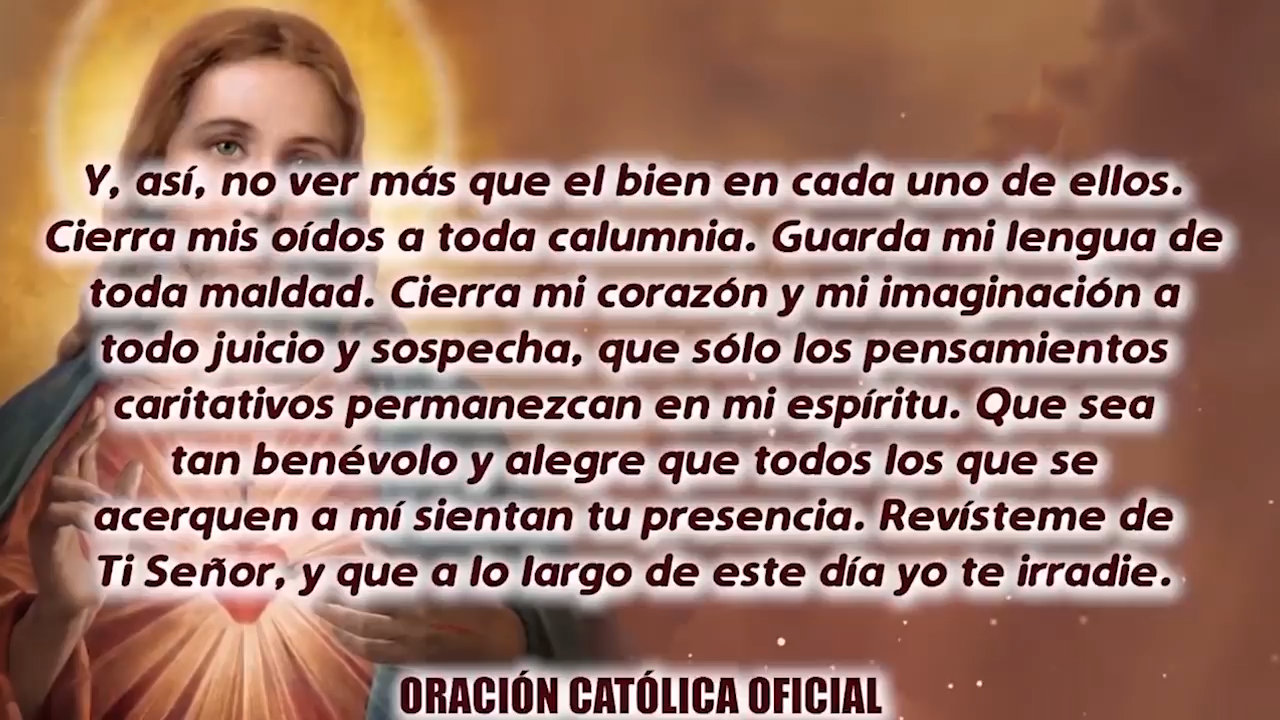 Y, así, no ver más que el bien en cada uno de ellos.
Cierra mis oídos a toda calumnia. Guarda mi lengua de
toda maldad. Cierra mi corazón y mi imaginación a
todo juicio y sospecha, que sólo los pensamientos
caritativos permanezcan en mi espíritu. Que sea
tan benévolo y alegre que todos los que se
acerquen a mí sientan tu presencia. Revísteme de
Ti Señor, y que a lo largo de este día yo te irradie.
ORACIÓN CATÓLICA OFICIAL